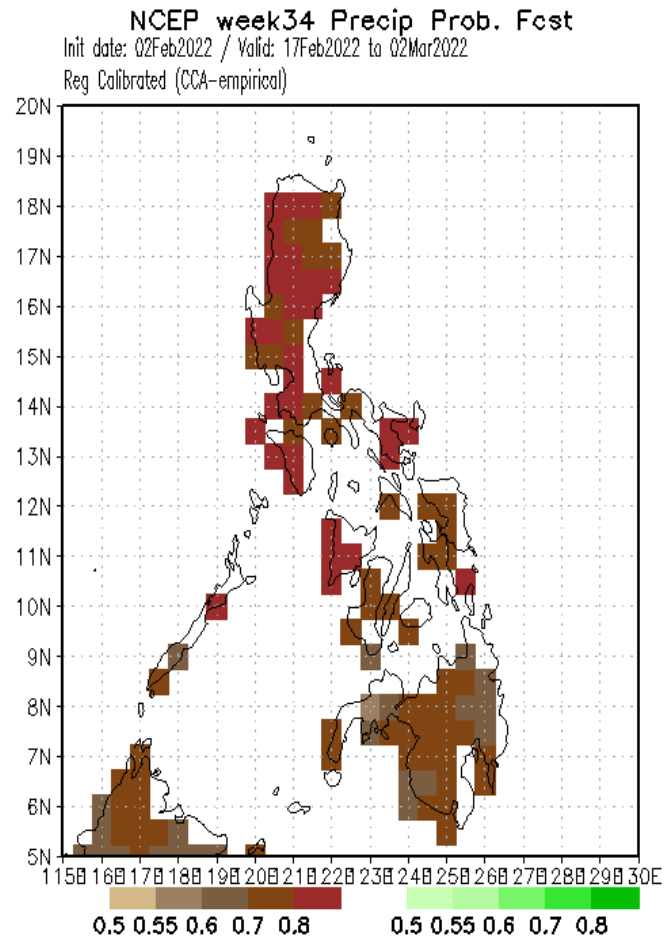 NCEP week34 Precip Prob. Fcst
Init date: 02Feb2022 / Valid: 17Feb2022 to 02Mar2022
Reg Calibrated (CCA-empirical)
20N
19N
18N
17N
16N
15N
14N
13N
12N
11N
10N
9N
8N
7N
6N
5N
115E 116E 117E 118E 119E 120E 121E 122E 123E 124E 125E 126E 127E 128E 129E 130E
0.5 0.55 0.6 0.7 0.8 0.5 0.55 0.6 0.7 0.8